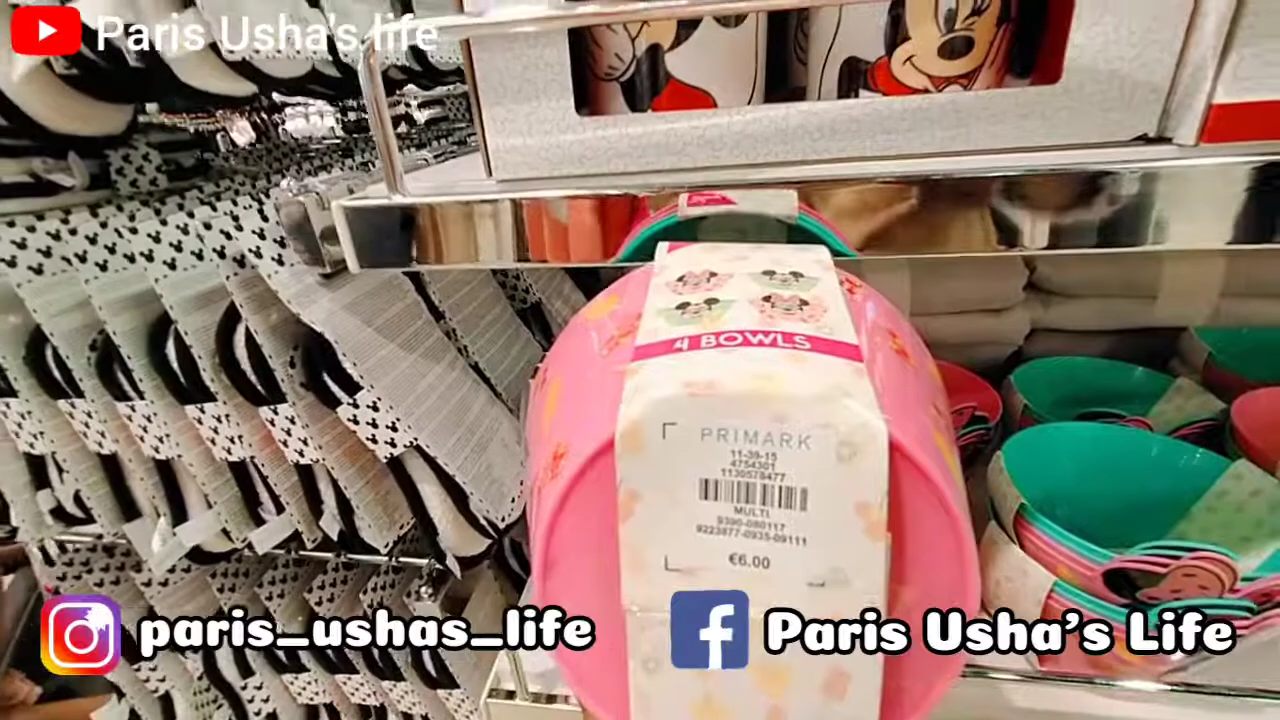 Paris Usha's life
4 BOWLS
PRIMARK
11-39-15
4754301
1130578477
MULTI
9390-080117
9223877-0935-09111
€6.00
paris_ushas_life
Paris Usha's Life